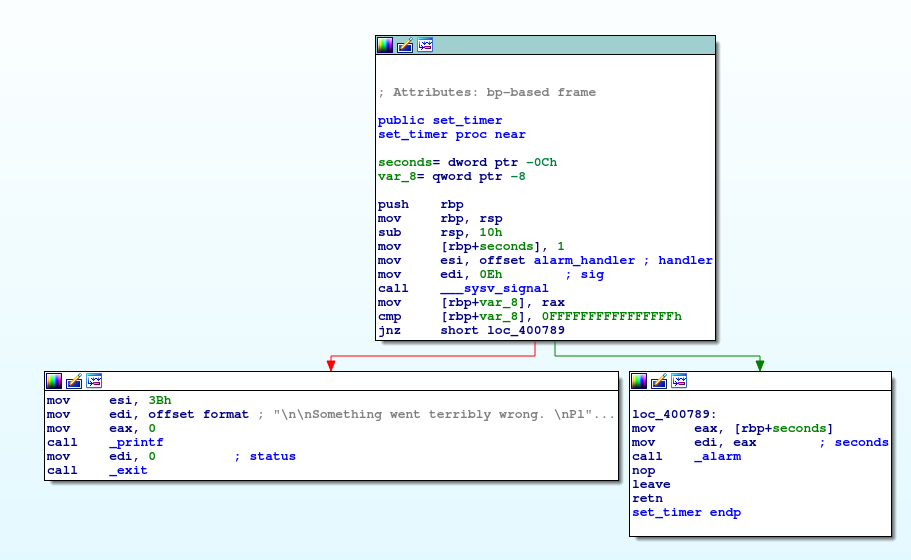 ; Attributes: bp-based frame
public set_timer
set_timer proc near
seconds= dword ptr -0Ch
var_8= qword ptr -8
push rbp
mov rbp, rsp
sub rsp, 10h
mov [rbp+seconds], 1
mov esi, offset alarm_handler ; handler
mov edi, 0Eh ; sig
call ___sysv_signal
mov [rbp+var_8], rax
cmp [rbp+var_8], 0FFFFFFFFFFFFFFFFh
jnz short loc_400789
mov esi, 3Bh
mov edi, offset format ; "\n\nSomething went terribly wrong. \nPl"...
mov eax, 0
call _printf
mov edi, 0 ; status
call _exit
loc_400789:
mov eax, [rbp+seconds]
mov edi, eax ; seconds
call _alarm
nop
leave
retn
set_timer endp